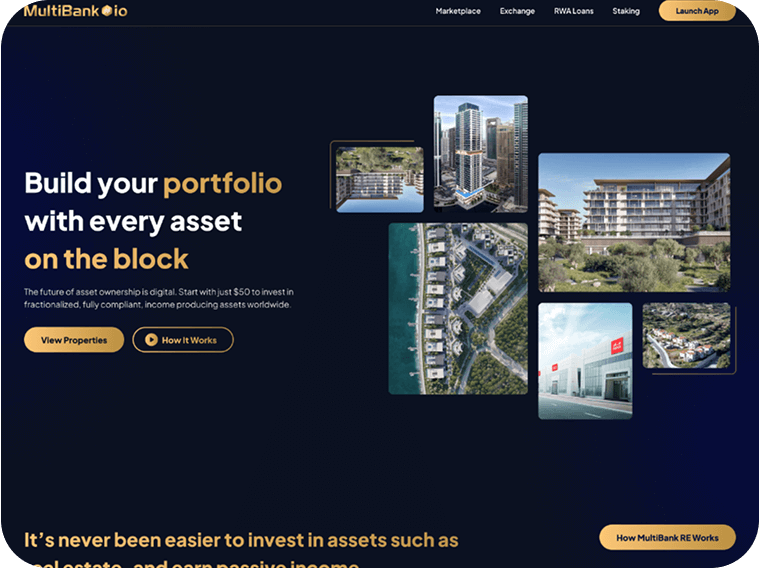 MultiBank io
Marketplace
Exchange
RWA Loans
Staking
Launch App
Build your portfolio
with every asset
on the block
The future of asset ownership is digital. Start with just $50 to invest in
fractionalized, fully compliant, income producing assets worldwide.
View Properties
How It Works
It's never been easier to invest in assets such as
real estate, and earn passive income
How MultiBank RE Works